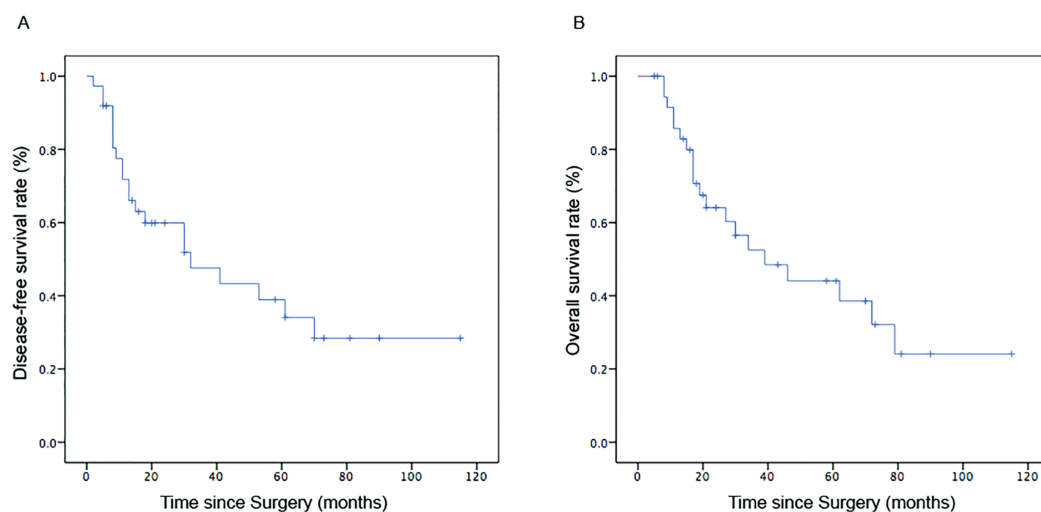 A
Disease-free survival rate (%)
1.0
0.8
0.6
0.4
0.2
0.0
0 20 40 60 80 100 120
Time since Surgery (months)
B
Overall survival rate (%)
1.0
0.8
0.6
0.4
0.2
0.0
0 20 40 60 80 100 120
Time since Surgery (months)